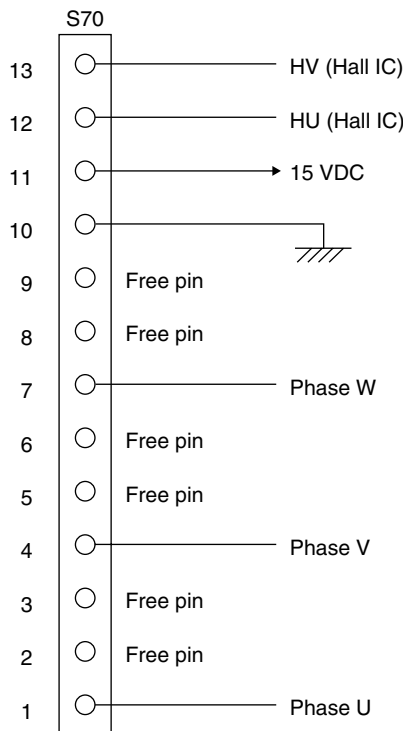 S70
13 HV (Hall IC)
12 HU (Hall IC)
11 15 VDC
10
9 Free pin
8 Free pin
7 Phase W
6 Free pin
5 Free pin
4 Phase V
3 Free pin
2 Free pin
1 Phase U